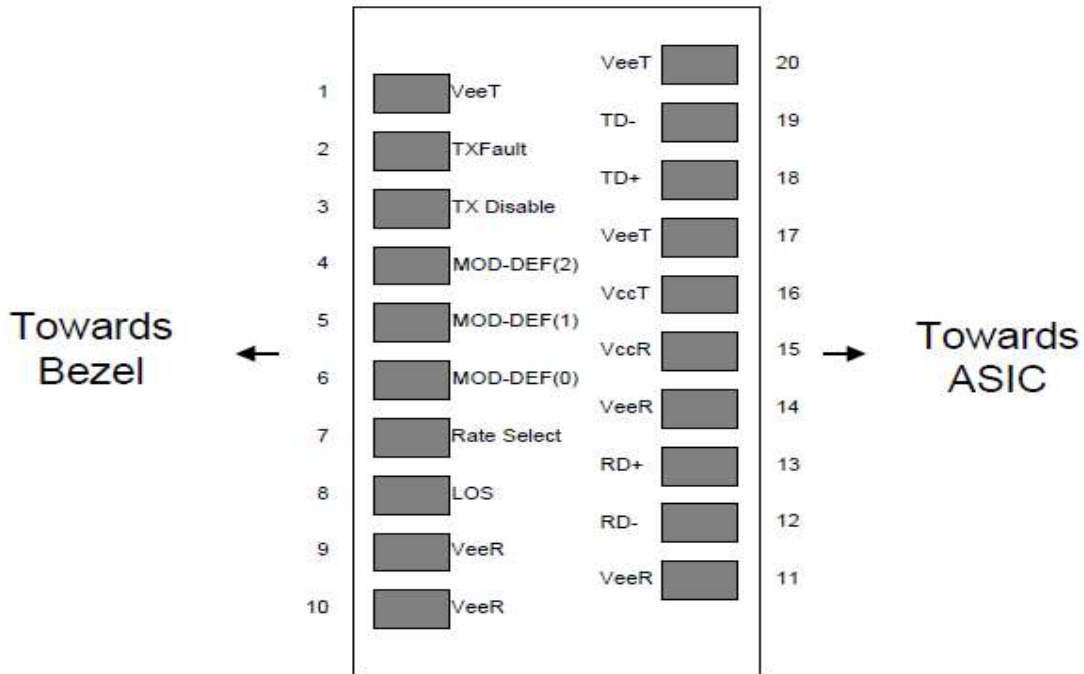 VeeT 20
1 VeeT
TD- 19
2 TXFault
TD+ 18
3 TX Disable
VeeT 17
4 MOD-DEF(2)
VccT 16
5 MOD-DEF(1)
Towards
Bezel
VccR 15
Towards
ASIC
6 MOD-DEF(0)
VeeR 14
7 Rate Select
RD+ 13
8 LOS
RD- 12
9 VeeR
VeeR 11
10 VeeR